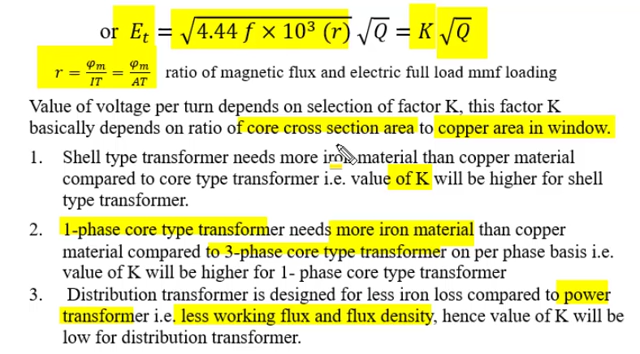 or E_t = √(4.44 f × 10³ (r)) √Q = K √Q
r = φm/IT = φm/AT ratio of magnetic flux and electric full load mmf loading
Value of voltage per turn depends on selection of factor K, this factor K
basically depends on ratio of core cross section area to copper area in window.
1. Shell type transformer needs more iron material than copper material
compared to core type transformer i.e. value of K will be higher for shell
type transformer.
2. 1-phase core type transformer needs more iron material than copper
material compared to 3-phase core type transformer on per phase basis i.e.
value of K will be higher for 1- phase core type transformer
3. Distribution transformer is designed for less iron loss compared to power
transformer i.e. less working flux and flux density, hence value of K will be
low for distribution transformer.